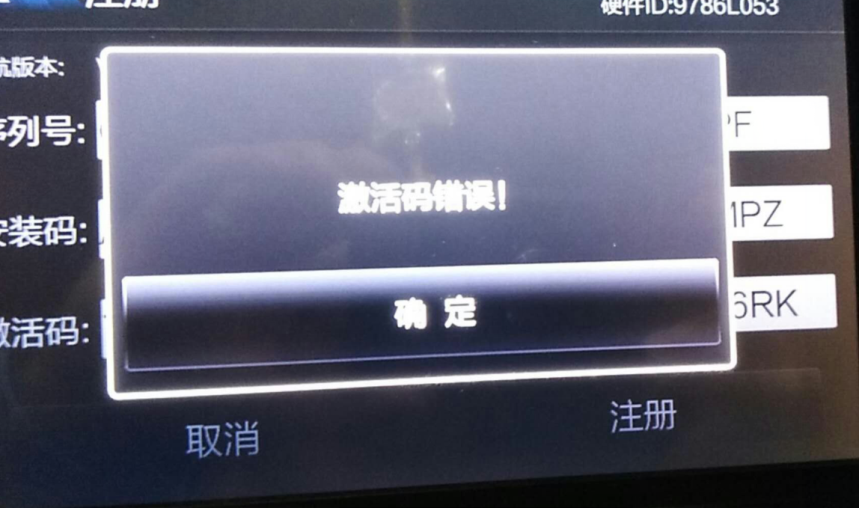 注册
硬件ID:9786L053
航版本:
序列号:
PF
安装码:
MPZ
激活码:
6RK
激活码错误!
确 定
取消
注册